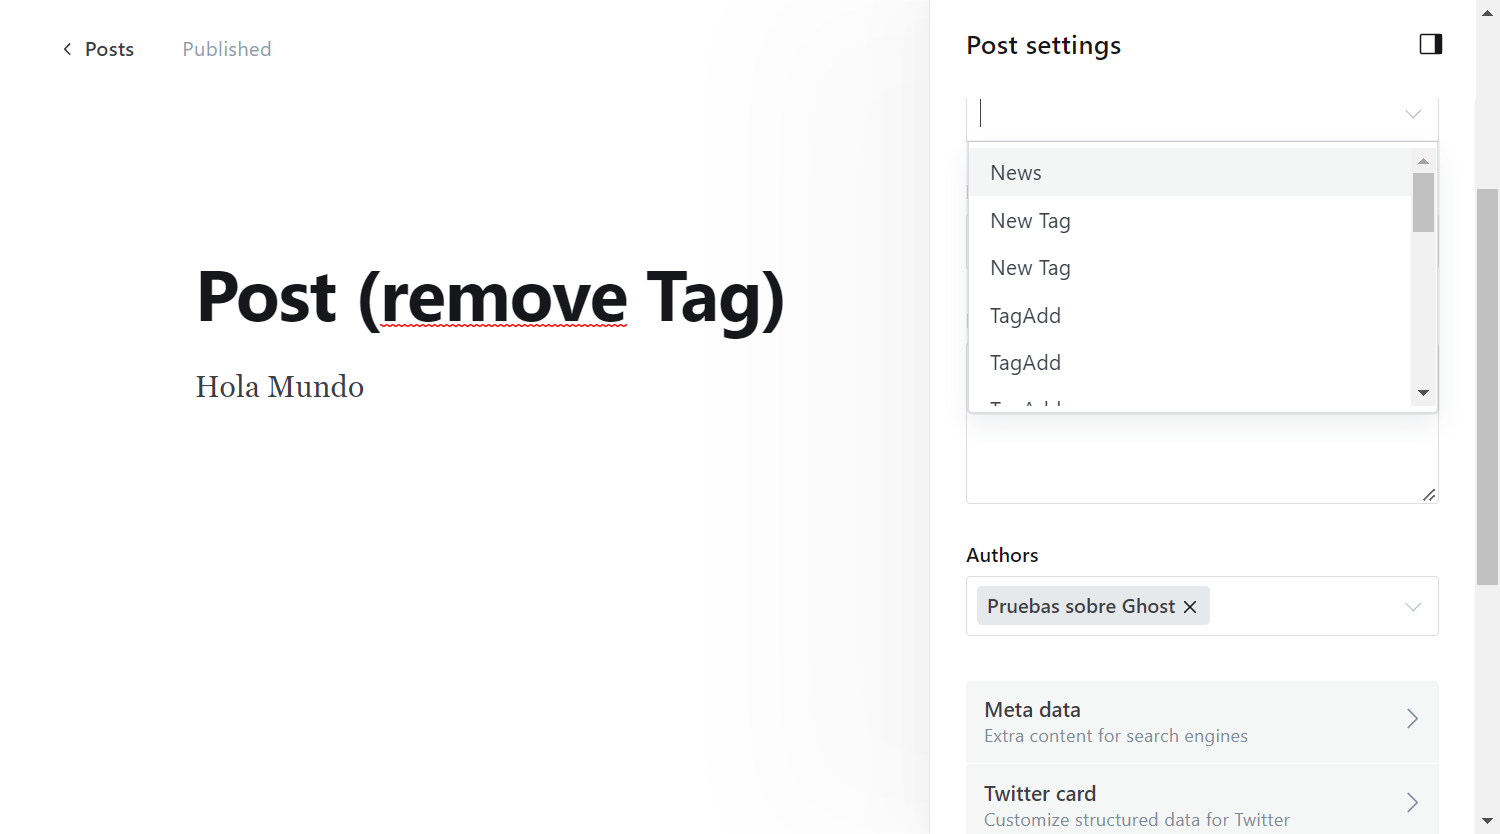 Posts
Published
Post (remove Tag)
Hola Mundo
Post settings
News
New Tag
New Tag
TagAdd
TagAdd
Authors
Pruebas sobre Ghost
Meta data
Extra content for search engines
Twitter card
Customize structured data for Twitter